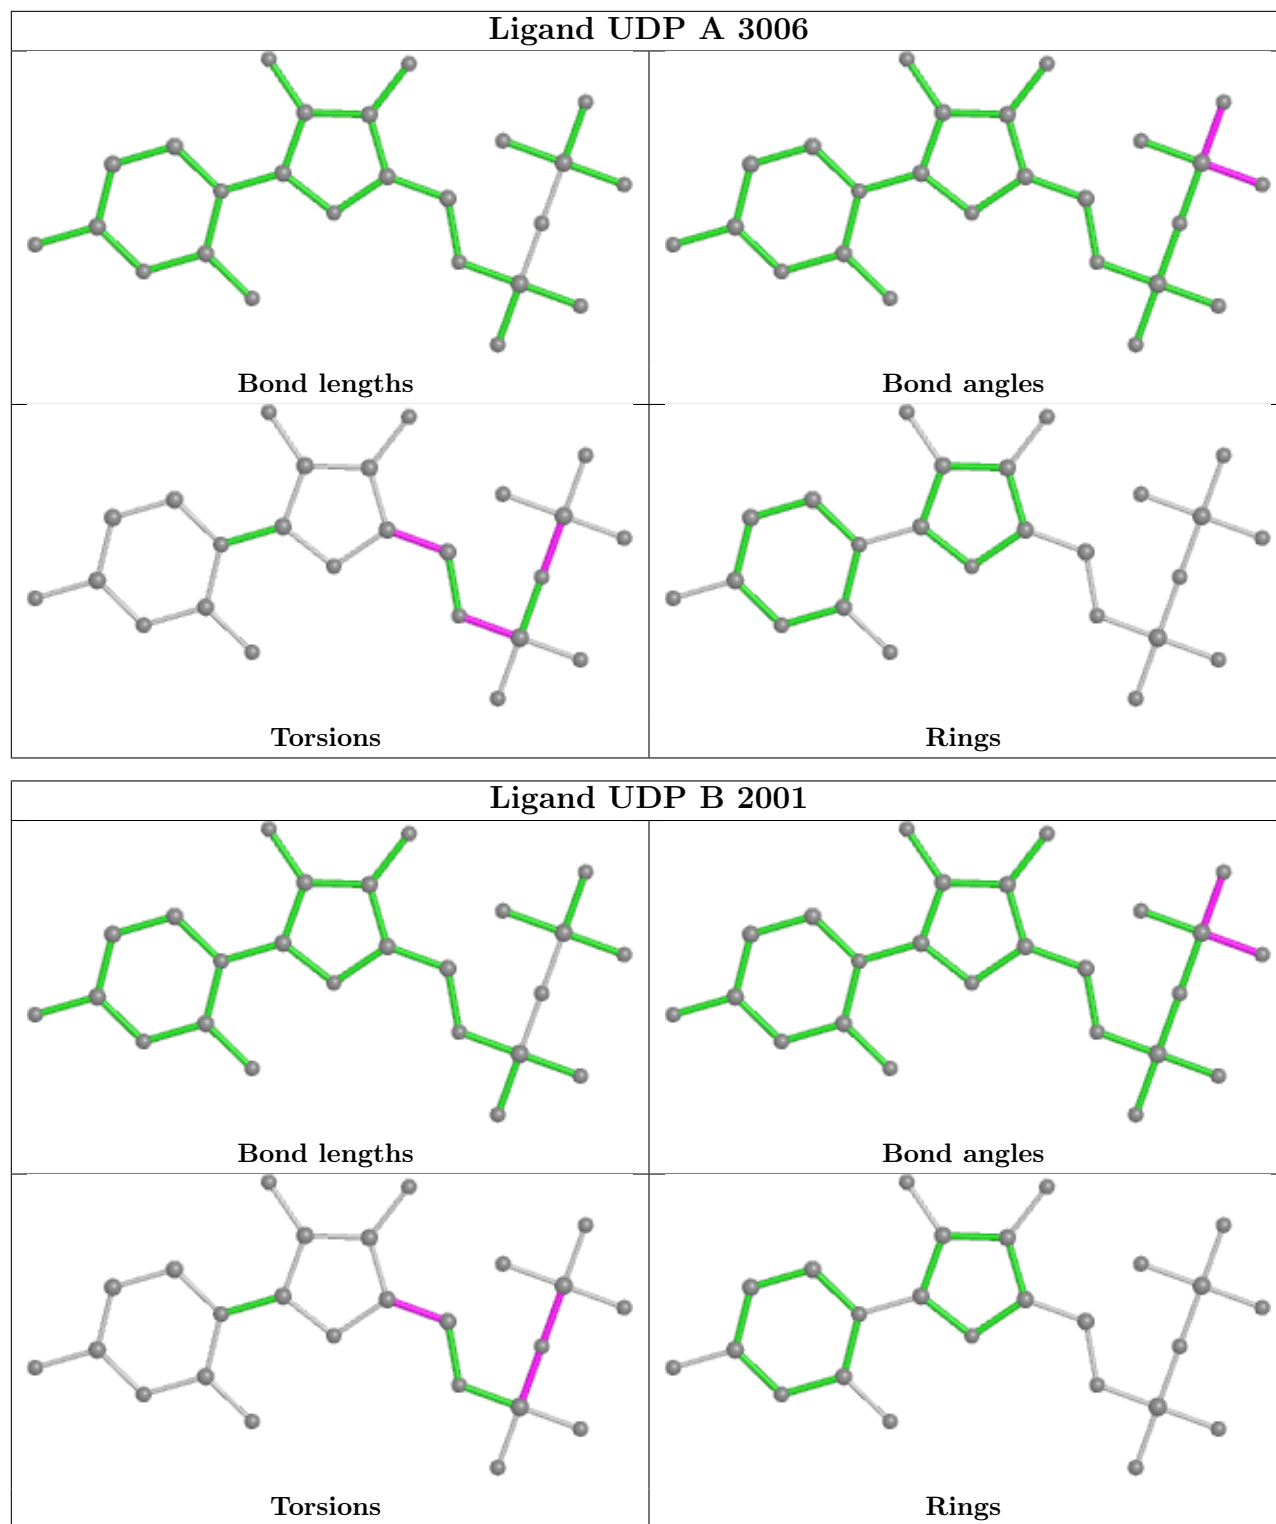 Ligand UDP A 3006
Bond lengths
Bond angles
Torsions
Rings
Ligand UDP B 2001
Bond lengths
Bond angles
Torsions
Rings